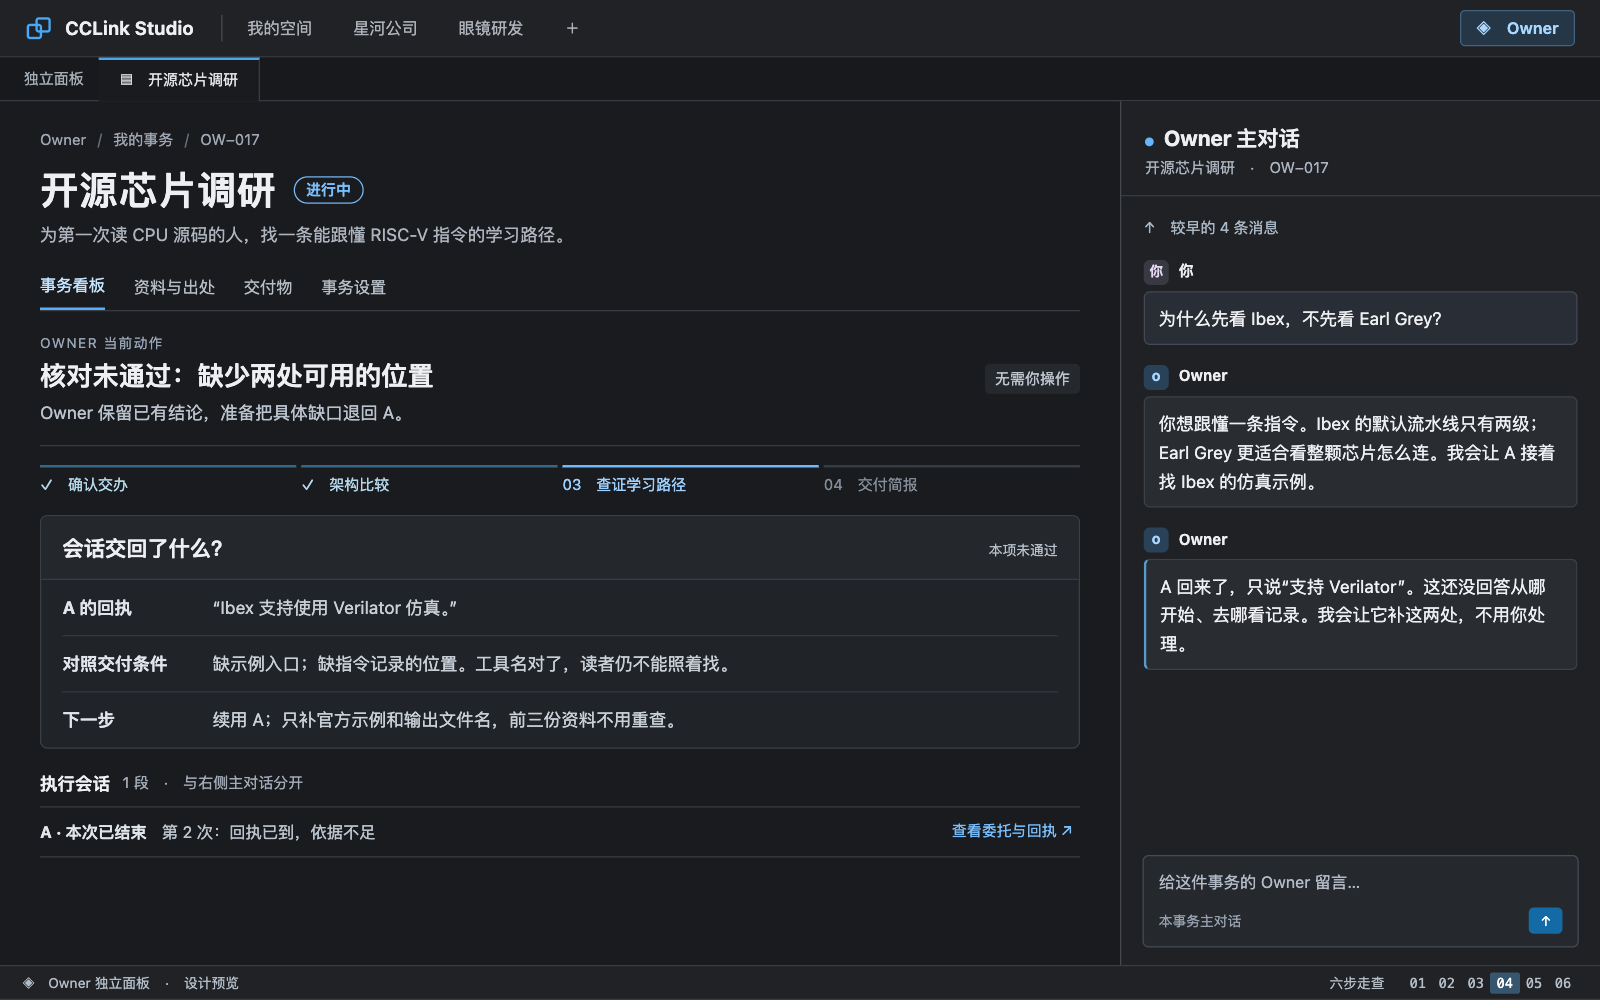 CCLink Studio
我的空间
星河公司
眼镜研发
+
Owner
独立面板
开源芯片调研
Owner / 我的事务 / OW-017
开源芯片调研
进行中
为第一次读 CPU 源码的人，找一条能跟懂 RISC-V 指令的学习路径。
事务看板
资料与出处
交付物
事务设置
OWNER 当前动作
核对未通过：缺少两处可用的位置
Owner 保留已有结论，准备把具体缺口退回 A。
无需你操作
✓ 确认交办
✓ 架构比较
03 查证学习路径
04 交付简报
会话交回了什么？
本项未通过
A 的回执
“Ibex 支持使用 Verilator 仿真。”
对照交付条件
缺示例入口；缺指令记录的位置。工具名对了，读者仍不能照着找。
下一步
续用 A；只补官方示例和输出文件名，前三份资料不用重查。
执行会话 1 段 · 与右侧主对话分开
A · 本次已结束 第 2 次：回执已到，依据不足
查看委托与回执 ↗
Owner 主对话
开源芯片调研 · OW-017
↑ 较早的 4 条消息
你 你
为什么先看 Ibex，不先看 Earl Grey？
O Owner
你想跟懂一条指令。Ibex 的默认流水线只有两级；
Earl Grey 更适合看整颗芯片怎么连。我会让 A 接着
找 Ibex 的仿真示例。
O Owner
A 回来了，只说“支持 Verilator”。这还没回答从哪
开始、去哪看记录。我会让它补这两处，不用你处
理。
给这件事务的 Owner 留言...
本事务主对话
↑
Owner 独立面板 · 设计预览
六步走查 01 02 03 04 05 06